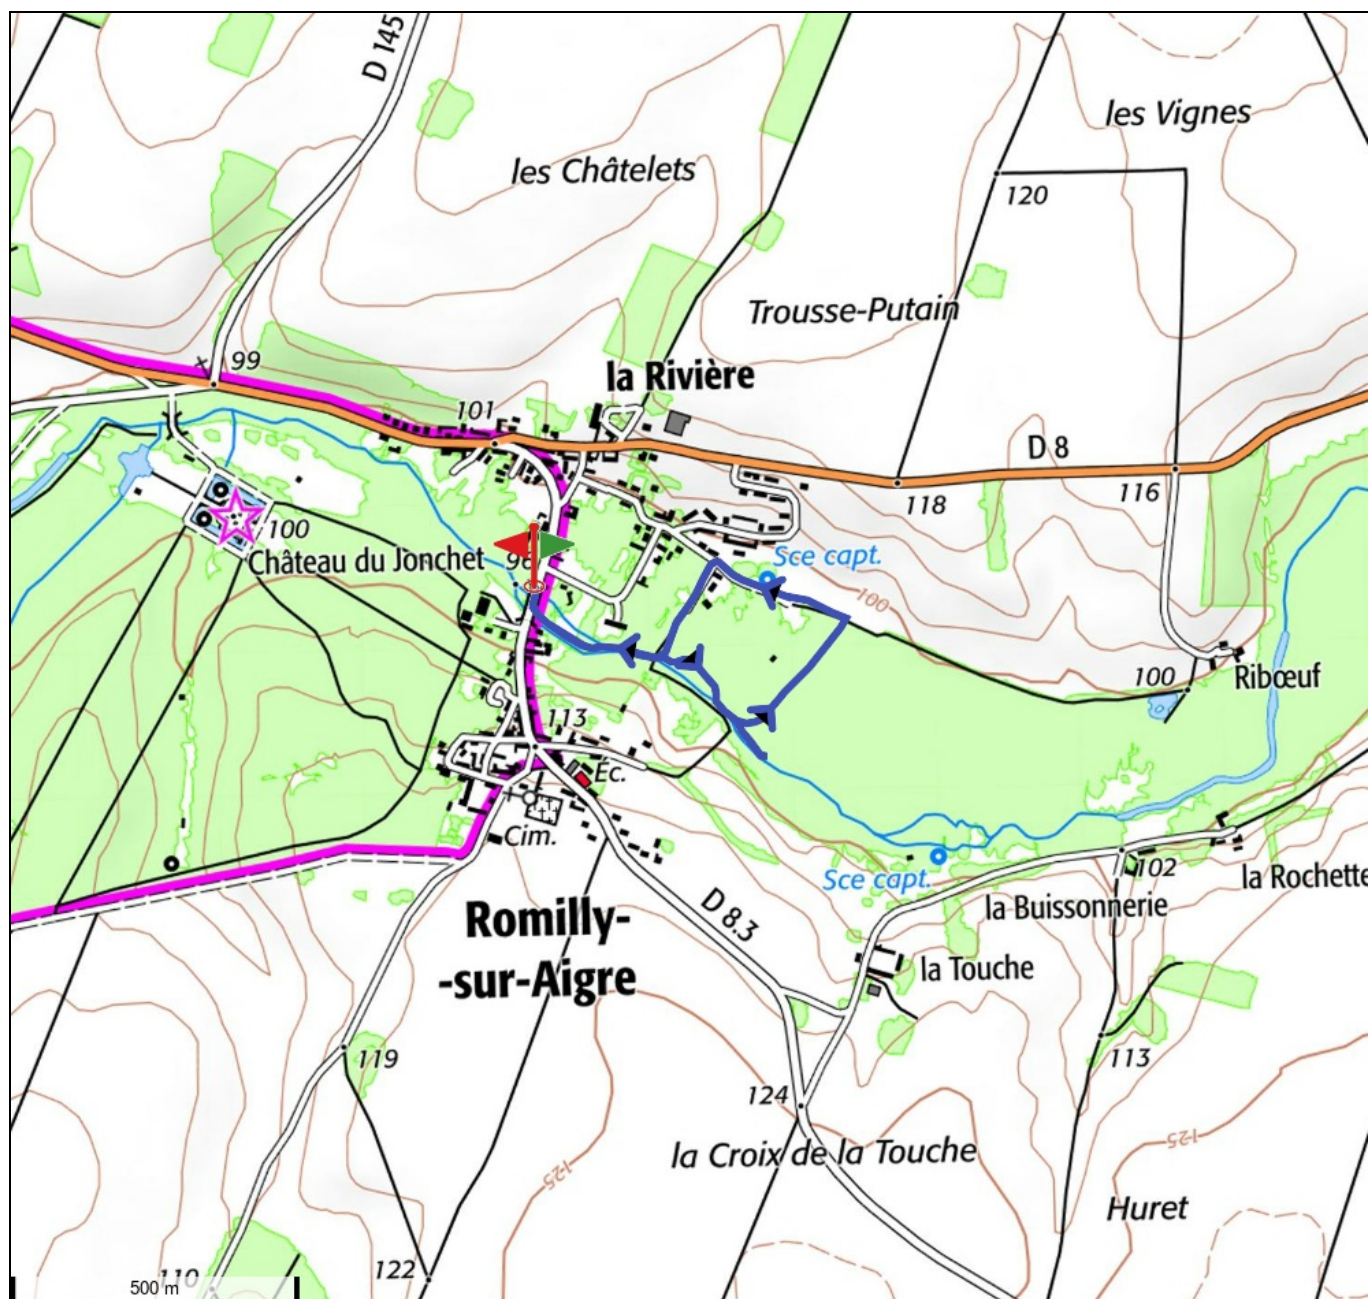 D 145
les Vignes
les Châtelets
120
Trousse-Putain
99
la Rivière
101
D 8
116
118
100
Château du Jonchet
98
Sce capt.
100
100
Ribœuf
113
Éc.
Cim.
Sce capt.
102
la Rochette
la Buissonnerie
D 8.3
Romilly-
-sur-Aigre
la Touche
119
113
124
125
la Croix de la Touche
125
Huret
122
110
500 m